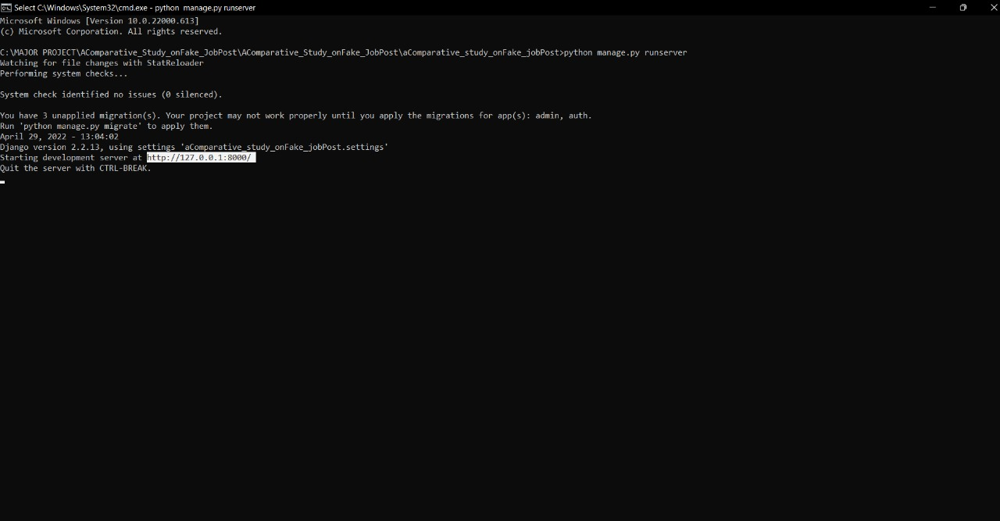 Select C:\Windows\System32\cmd.exe - python  manage.py runserver
Microsoft Windows [Version 10.0.22000.613]
(c) Microsoft Corporation. All rights reserved.
C:\MAJOR PROJECT\AComparative_Study_onFake_JobPost\AComparative_Study_onFake_JobPost\aComparative_study_onFake_jobPost>python manage.py runserver
Watching for file changes with StatReloader
Performing system checks...
System check identified no issues (0 silenced).
You have 3 unapplied migration(s). Your project may not work properly until you apply the migrations for app(s): admin, auth.
Run 'python manage.py migrate' to apply them.
April 29, 2022 - 13:04:02
Django version 2.2.13, using settings 'aComparative_study_onFake_jobPost.settings'
Starting development server at http://127.0.0.1:8000/
Quit the server with CTRL-BREAK.